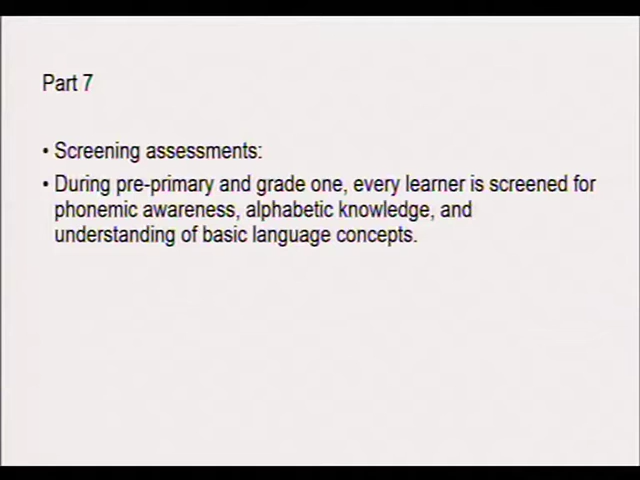 Part 7
• Screening assessments:
• During pre-primary and grade one, every learner is screened for
phonemic awareness, alphabetic knowledge, and
understanding of basic language concepts.